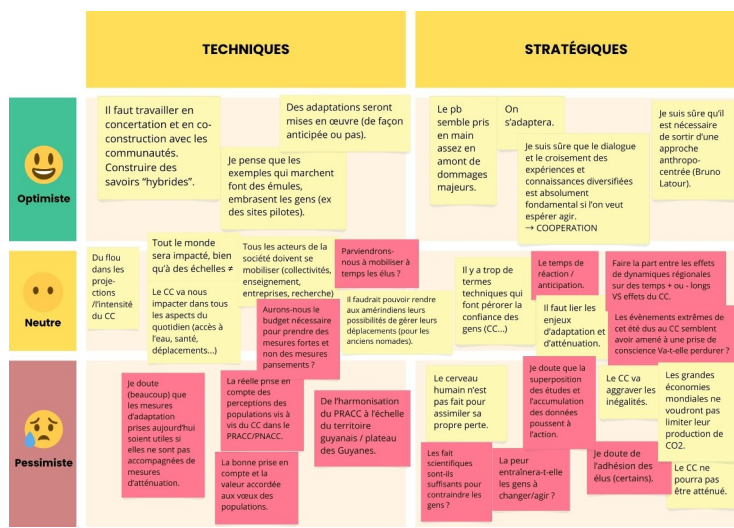 TECHNIQUES
STRATÉGIQUES
Optimiste
Il faut travailler en
concertation et en co-
construction avec les
communautés.
Construire des
savoirs “hybrides”.
Des adaptations seront
mises en œuvre (de façon
anticipée ou pas).
Je pense que les
exemples qui marchent
font des émules,
embrasent les gens (ex
des sites pilotes).
Le pb
semble pris
en main
assez en
amont de
dommages
majeurs.
On
s’adaptera.
Je suis sûre que le dialogue
et le croisement des
expériences et
connaissances diversifiées
est absolument
fondamental si l’on veut
espérer agir.
→ COOPERATION
Je suis sûre qu’il
est nécessaire
de sortir d’une
approche
anthropo-
centrée (Bruno
Latour).
Neutre
Du flou
dans les
proje-
ctions
/l’intensité
du CC
Tout le monde
sera impacté, bien
qu’à des échelles ≠
Le CC va nous
impacter dans tous
les aspects du
quotidien (accès à
l’eau, santé,
déplacements...)
Tous les acteurs de la
société doivent se
mobiliser (collectivités,
enseignement,
entreprises, recherche)
Aurons-nous le
budget nécessaire
pour prendre des
mesures fortes et
non des mesures
pansements ?
Parviendrons-
nous à mobiliser à
temps les élus ?
Il faudrait pouvoir rendre
aux amérindiens leurs
possibilités de gérer leurs
déplacements (pour les
anciens nomades).
Il y a trop de
termes
techniques qui
font pérorer la
confiance des
gens (CC...)
Le temps de
réaction /
anticipation.
Il faut lier les
enjeux
d’adaptation et
d’atténuation.
Faire la part entre les effets
de dynamiques régionales
sur des temps + ou - longs
VS effets du CC.
Les évènements extrêmes de
cet été dus au CC semblent
avoir amené à une prise de
conscience Va-t-elle perdurer ?
Pessimiste
Je doute
(beaucoup) que
les mesures
d’adaptation
prises aujourd’hui
soient utiles si
elles ne sont pas
accompagnées de
mesures
d’atténuation.
La réelle prise en
compte des
perceptions des
populations vis à
vis du CC dans le
PRACC/PNACC.
La bonne prise en
compte et la
valeur accordée
aux vœux des
populations.
De l’harmonisation
du PRACC à l’échelle
du territoire
guyanais / plateau
des Guyanes.
Le cerveau
humain n’est
pas fait pour
assimiler sa
propre perte.
Les fait
scientifiques
sont-ils
suffisants pour
contraindre les
gens ?
La peur
entraînera-t-elle
les gens à
changer/agir ?
Je doute que la
superposition
des études et
l’accumulation
des données
poussent à
l’action.
Le CC va
aggraver les
inégalités.
Je doute de
l’adhésion des
élus (certains).
Les grandes
économies
mondiales ne
voudront pas
limiter leur
production de
CO2.
Le CC ne
pourra pas
être atténué.